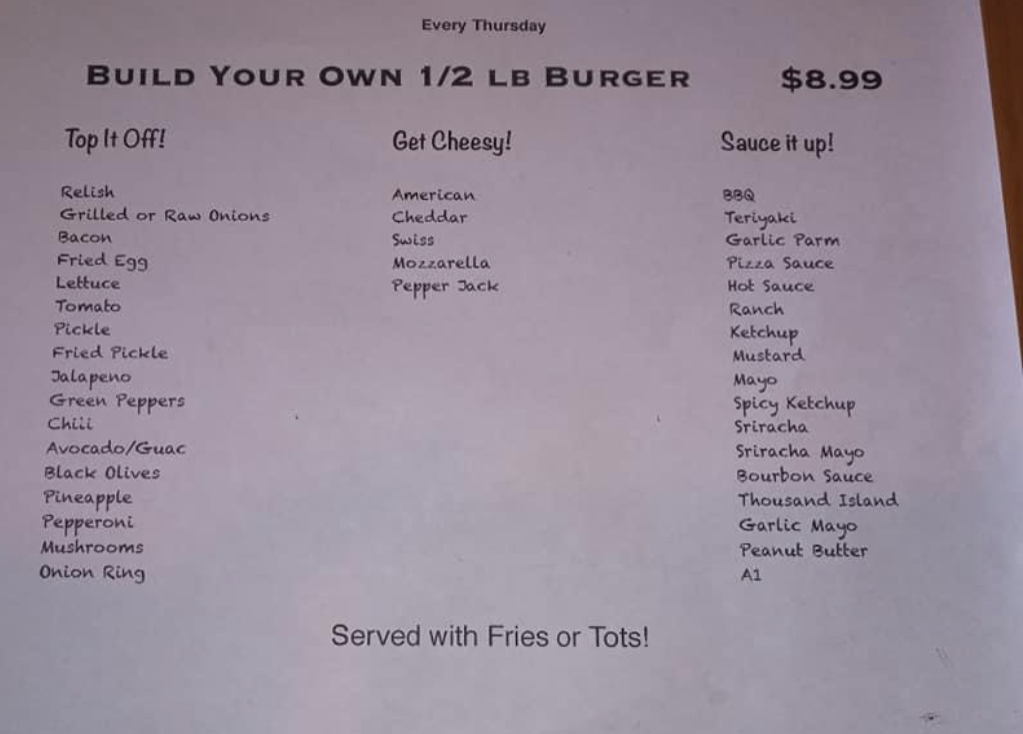 Every Thursday
BUILD YOUR OWN 1/2 LB BURGER $8.99
Top It Off!
Relish
Grilled or Raw Onions
Bacon
Fried Egg
Lettuce
Tomato
Pickle
Fried Pickle
Jalapeno
Green Peppers
Chili
Avocado/Guac
Black Olives
Pineapple
Pepperoni
Mushrooms
Onion Ring
Get Cheesy!
American
Cheddar
Swiss
Mozzarella
Pepper Jack
Sauce it up!
BBQ
Teriyaki
Garlic Parm
Pizza Sauce
Hot Sauce
Ranch
Ketchup
Mustard
Mayo
Spicy Ketchup
Sriracha
Sriracha Mayo
Bourbon Sauce
Thousand Island
Garlic Mayo
Peanut Butter
A1
Served with Fries or Tots!